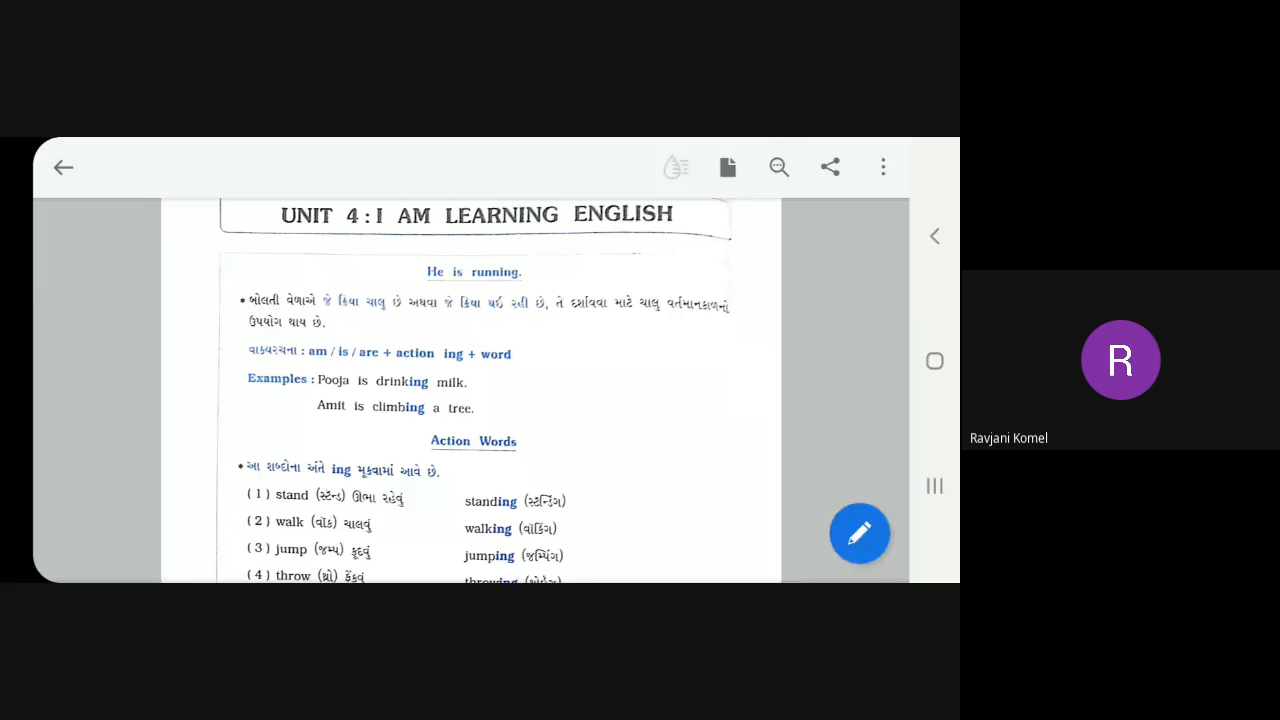 UNIT 4 : I AM LEARNING ENGLISH
He is running.
• બોલતી વેળાએ જે ક્રિયા ચાલુ છે અથવા જે ક્રિયા થઈ રહી છે, તે દર્શાવવા માટે ચાલુ વર્તમાનકાળનો
ઉપયોગ થાય છે.
વાક્યરચના : am / is / are + action ing + word
Examples : Pooja is drinking milk.
Amit is climbing a tree.
Action Words
• આ શબ્દોના અંતે ing મૂકવામાં આવે છે.
( 1 ) stand (સ્ટૅન્ડ) ઊભા રહેવું standing (સ્ટૅન્ડિંગ)
( 2 ) walk (વૉક) ચાલવું walking (વૉકિંગ)
( 3 ) jump (જમ્પ) કૂદવું jumping (જમ્પિંગ)
( 4 ) throw (થ્રો) ફેંકવું throwing
R
Ravjani Komel